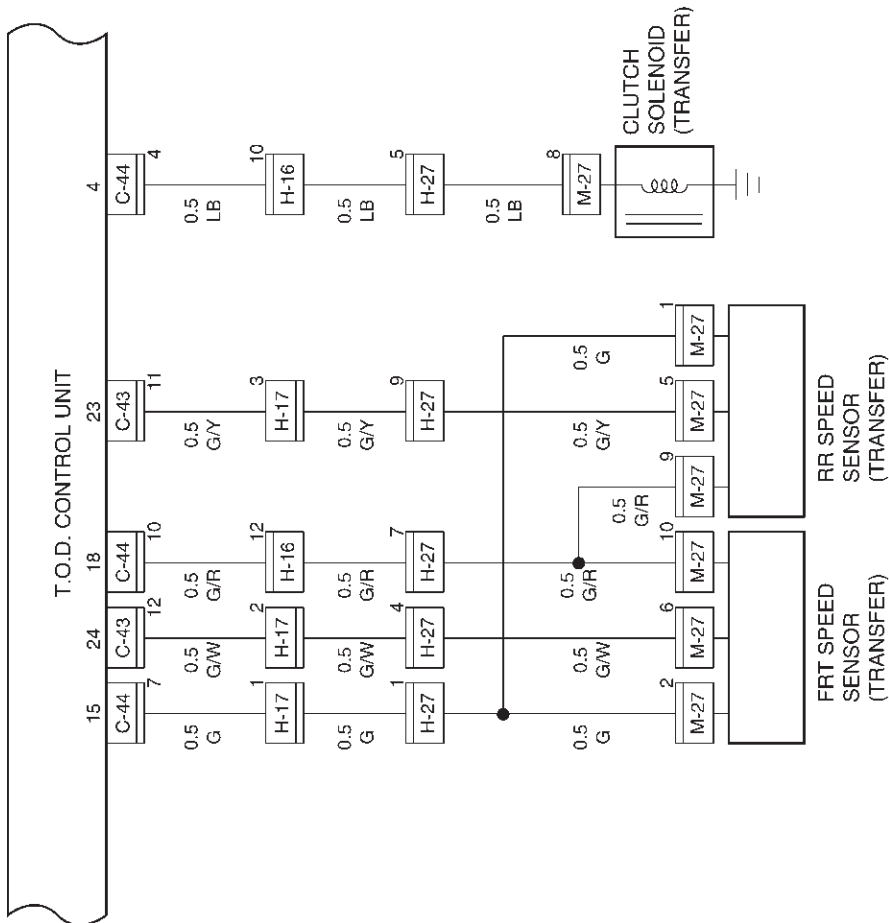 T.O.D. CONTROL UNIT
15
24
18
23
4
C-44
7
C-43
12
C-44
10
C-43
11
C-44
4
0.5
G
0.5
G/W
0.5
G/R
0.5
G/Y
0.5
LB
H-17
1
H-17
2
H-16
12
H-17
3
H-16
10
0.5
G
0.5
G/W
0.5
G/R
0.5
G/Y
0.5
LB
H-27
1
H-27
4
H-27
7
H-27
9
H-27
5
0.5
G
0.5
G/W
0.5
G/R
0.5
G/R
0.5
G/Y
0.5
G
0.5
LB
M-27
2
M-27
6
M-27
10
M-27
9
M-27
5
M-27
1
M-27
8
FRT SPEED
SENSOR
(TRANSFER)
RR SPEED
SENSOR
(TRANSFER)
CLUTCH
SOLENOID
(TRANSFER)